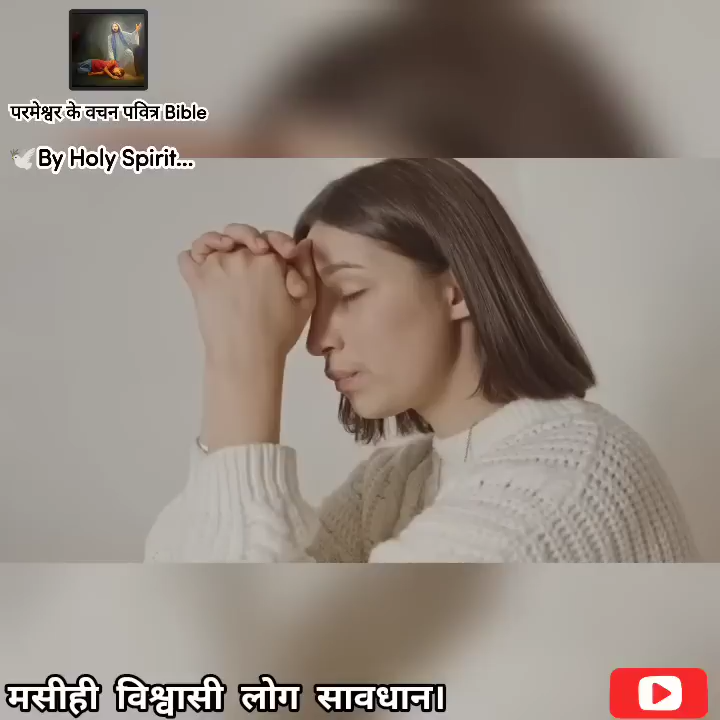 परमेश्वर के वचन पवित्र Bible
🕊️By Holy Spirit...
मसीही विश्वासी लोग सावधान।